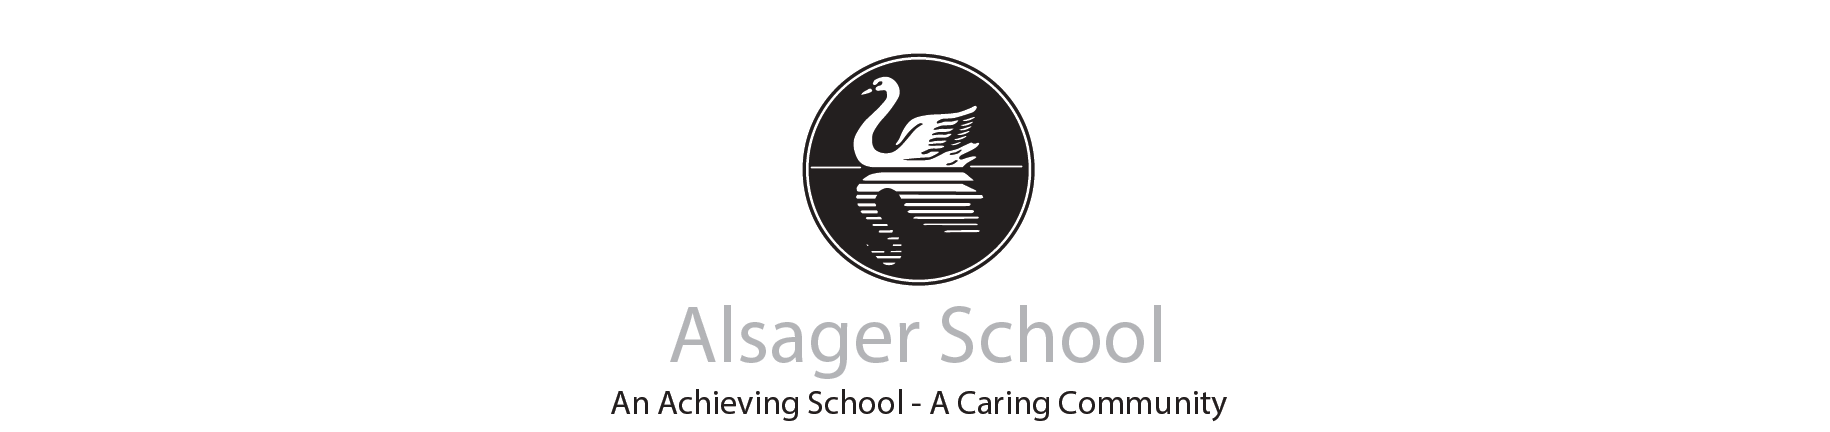 Alsager School
An Achieving School - A Caring Community